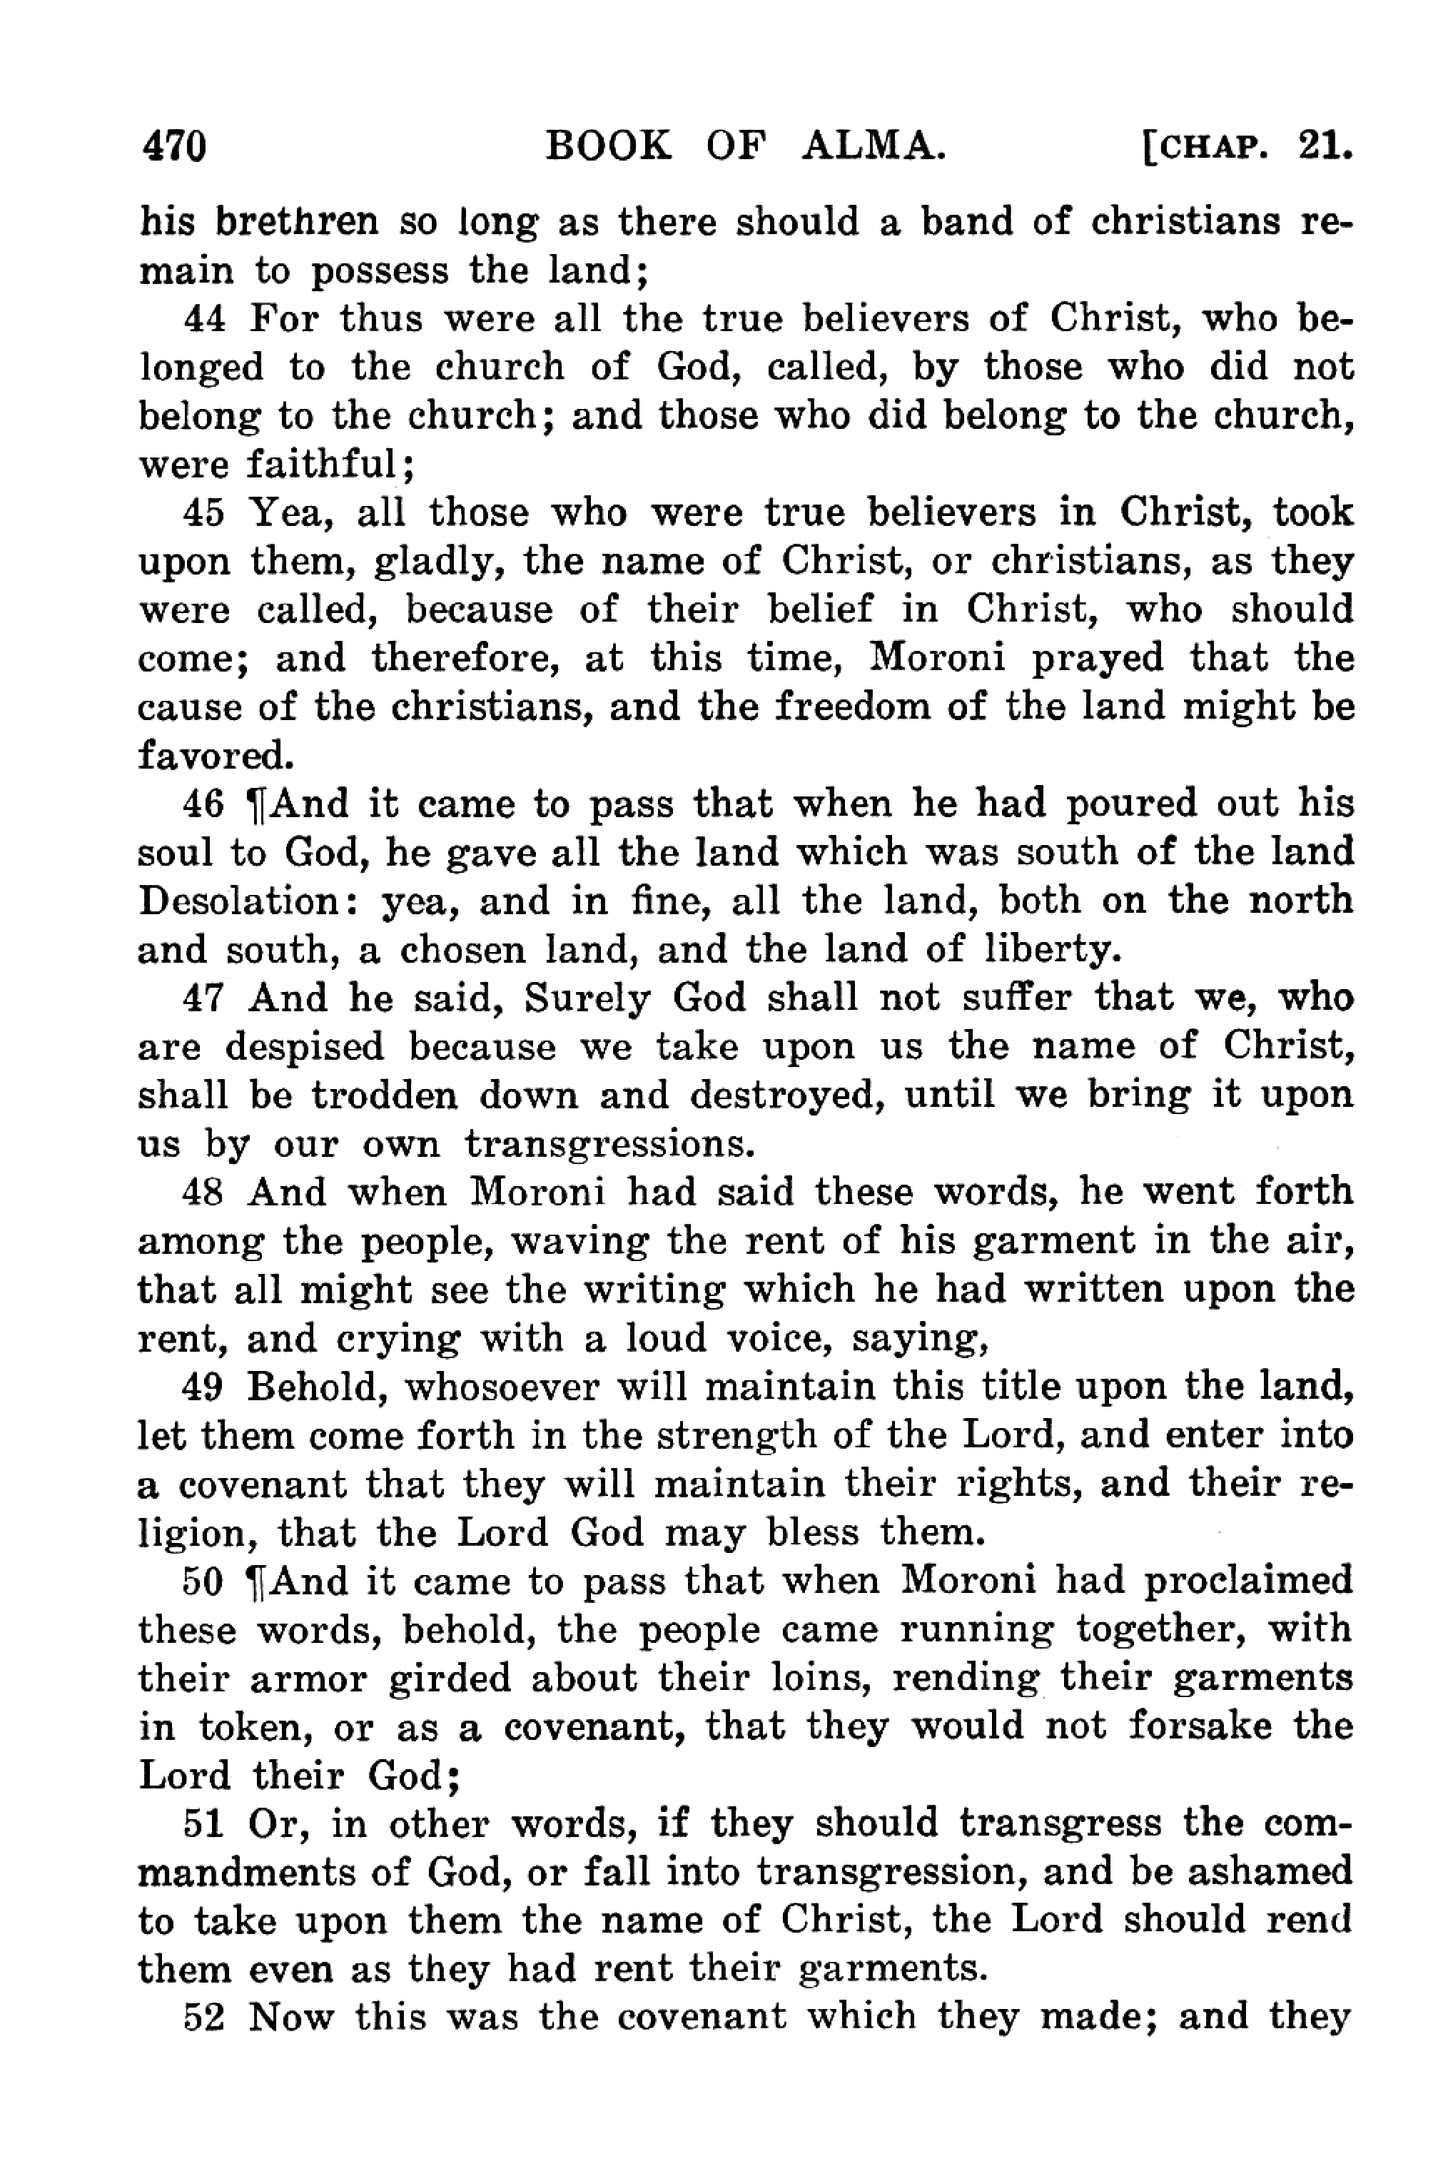 470 BOOK OF ALMA. [CHAP. 21.
his brethren so long as there should a band of christians re-
main to possess the land;
44 For thus were all the true believers of Christ, who be-
longed to the church of God, called, by those who did not
belong to the church; and those who did belong to the church,
were faithful;
45 Yea, all those who were true believers in Christ, took
upon them, gladly, the name of Christ, or christians, as they
were called, because of their belief in Christ, who should
come; and therefore, at this time, Moroni prayed that the
cause of the christians, and the freedom of the land might be
favored.
46 ¶And it came to pass that when he had poured out his
soul to God, he gave all the land which was south of the land
Desolation: yea, and in fine, all the land, both on the north
and south, a chosen land, and the land of liberty.
47 And he said, Surely God shall not suffer that we, who
are despised because we take upon us the name of Christ,
shall be trodden down and destroyed, until we bring it upon
us by our own transgressions.
48 And when Moroni had said these words, he went forth
among the people, waving the rent of his garment in the air,
that all might see the writing which he had written upon the
rent, and crying with a loud voice, saying,
49 Behold, whosoever will maintain this title upon the land,
let them come forth in the strength of the Lord, and enter into
a covenant that they will maintain their rights, and their re-
ligion, that the Lord God may bless them.
50 ¶And it came to pass that when Moroni had proclaimed
these words, behold, the people came running together, with
their armor girded about their loins, rending their garments
in token, or as a covenant, that they would not forsake the
Lord their God;
51 Or, in other words, if they should transgress the com-
mandments of God, or fall into transgression, and be ashamed
to take upon them the name of Christ, the Lord should rend
them even as they had rent their garments.
52 Now this was the covenant which they made; and they